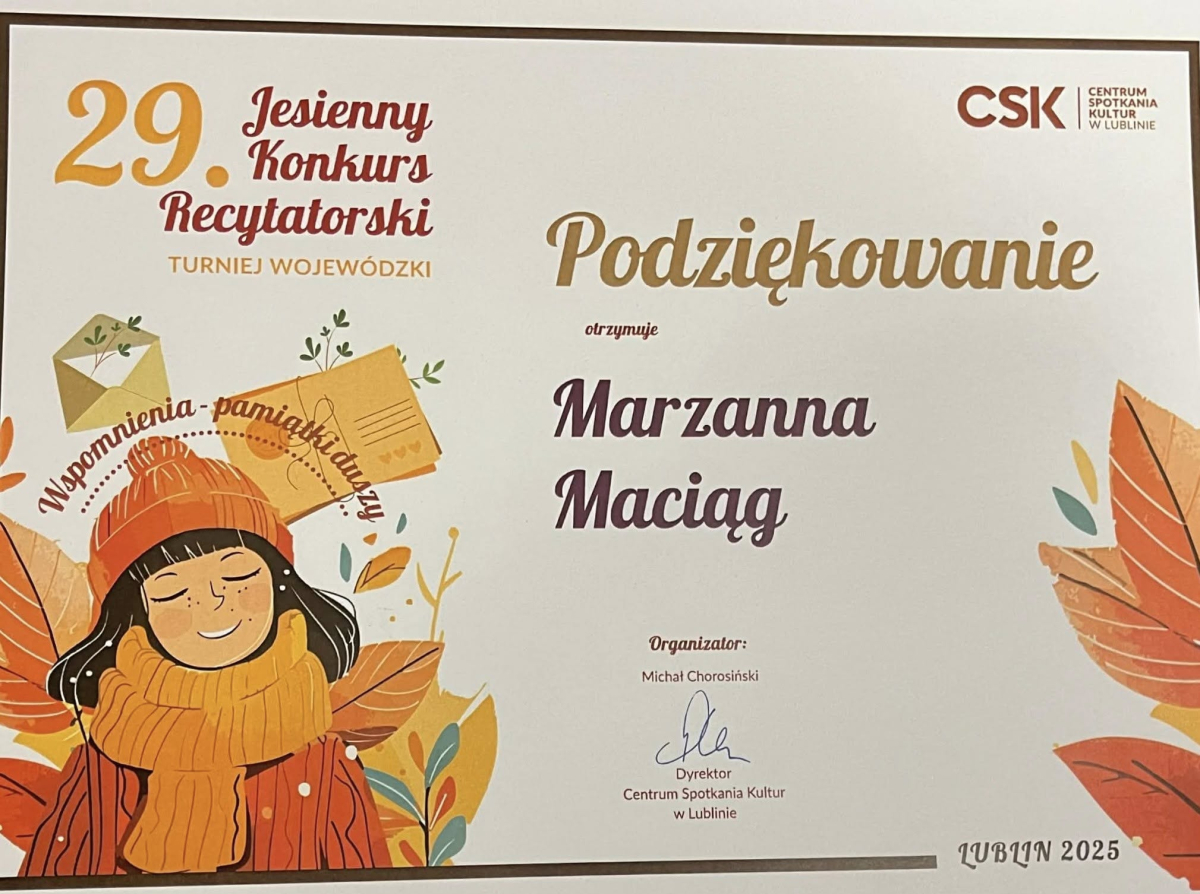 29. Jesienny
Konkurs
Recytatorski
TURNIEJ WOJEWÓDZKI
Wspomnienia - pamiątki duszy
CSK
CENTRUM
SPOTKANIA
KULTUR
W LUBLINIE
Podziękowanie
otrzymuje
Marzanna
Maciąg
Organizator:
Michał Chorosiński
Dyrektor
Centrum Spotkania Kultur
w Lublinie
LUBLIN 2025